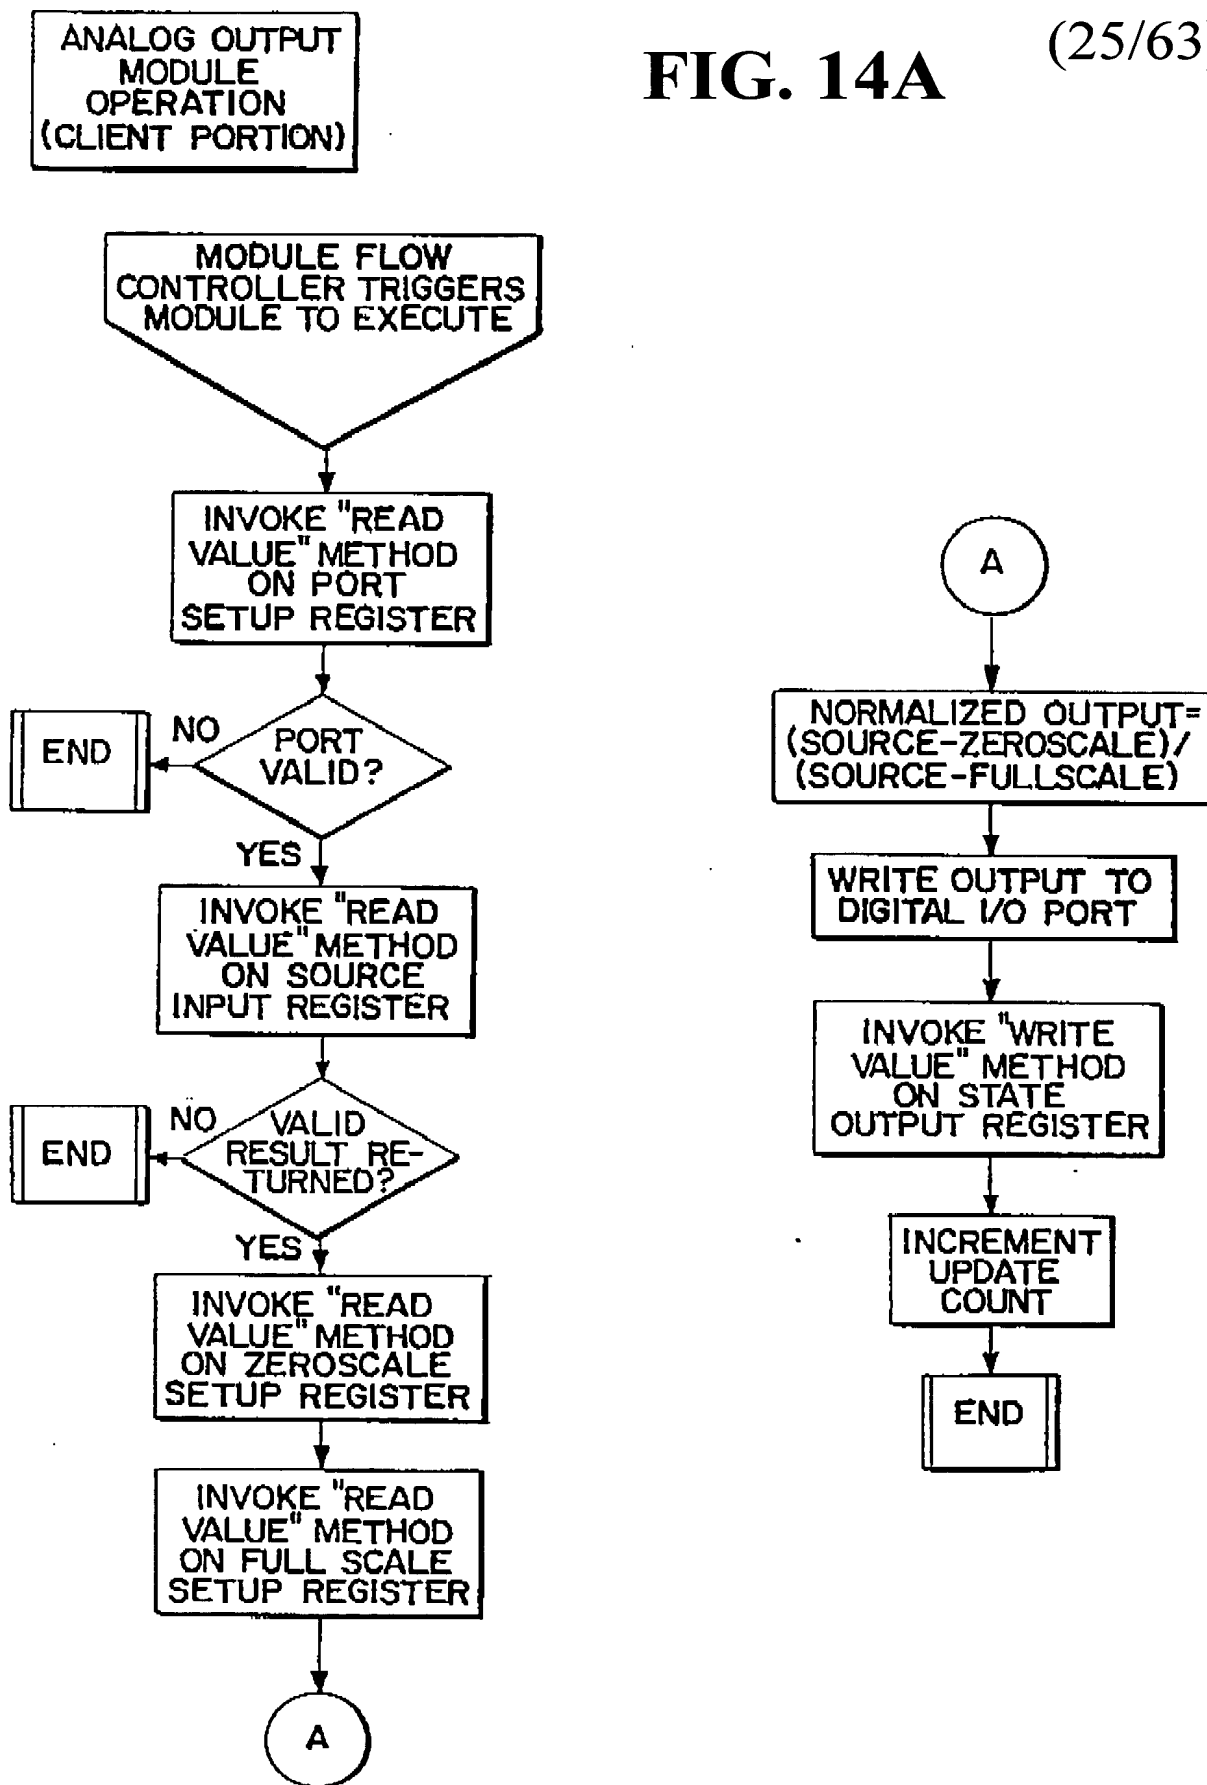 ANALOG OUTPUT
MODULE
OPERATION
(CLIENT PORTION)
FIG. 14A
(25/63)
MODULE FLOW
CONTROLLER TRIGGERS
MODULE TO EXECUTE
INVOKE "READ
VALUE" METHOD
ON PORT
SETUP REGISTER
PORT
VALID?
NO
END
YES
INVOKE "READ
VALUE" METHOD
ON SOURCE
INPUT REGISTER
VALID
RESULT RE-
TURNED?
NO
END
YES
INVOKE "READ
VALUE" METHOD
ON ZEROSCALE
SETUP REGISTER
INVOKE "READ
VALUE" METHOD
ON FULL SCALE
SETUP REGISTER
A
A
NORMALIZED OUTPUT=
(SOURCE-ZEROSCALE)/
(SOURCE-FULLSCALE)
WRITE OUTPUT TO
DIGITAL I/O PORT
INVOKE "WRITE
VALUE" METHOD
ON STATE
OUTPUT REGISTER
INCREMENT
UPDATE
COUNT
END